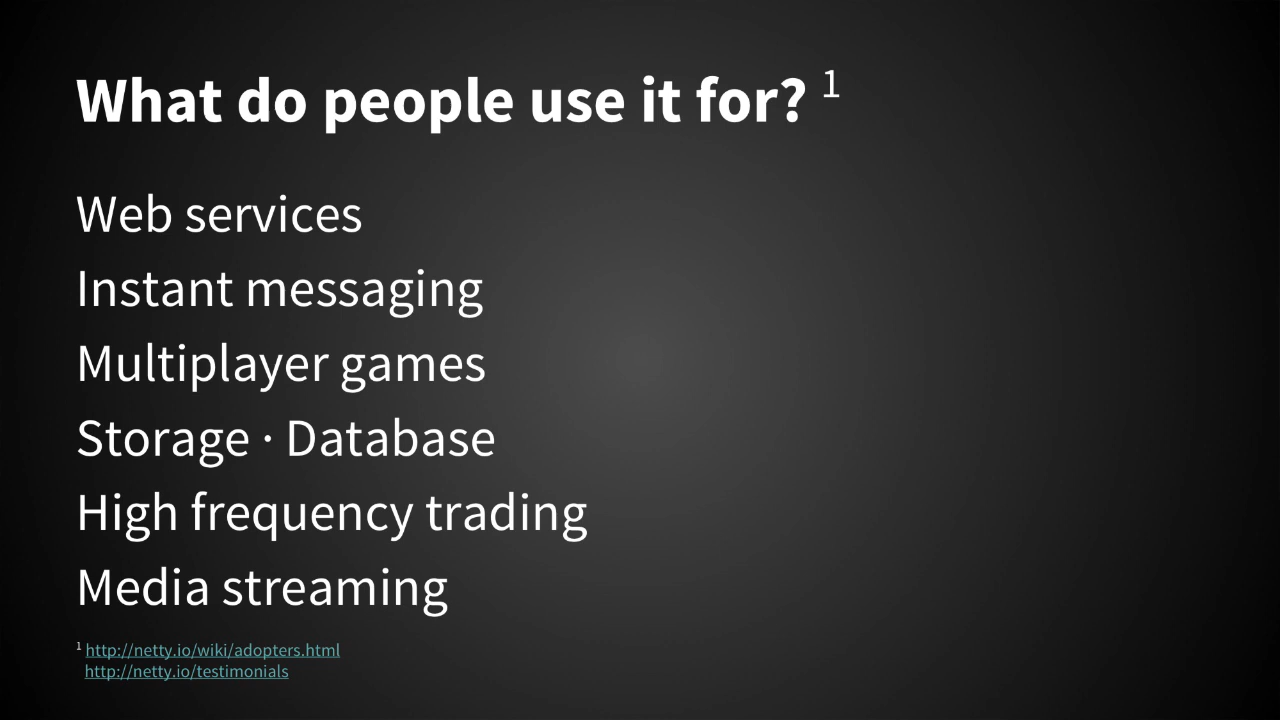 What do people use it for? 1
Web services
Instant messaging
Multiplayer games
Storage · Database
High frequency trading
Media streaming
1 http://netty.io/wiki/adopters.html
http://netty.io/testimonials